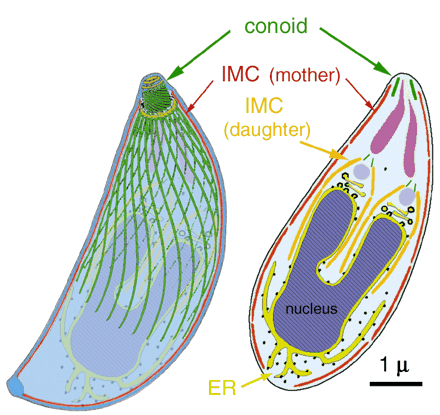 conoid
IMC (mother)
IMC
(daughter)
nucleus
ER
1 μ